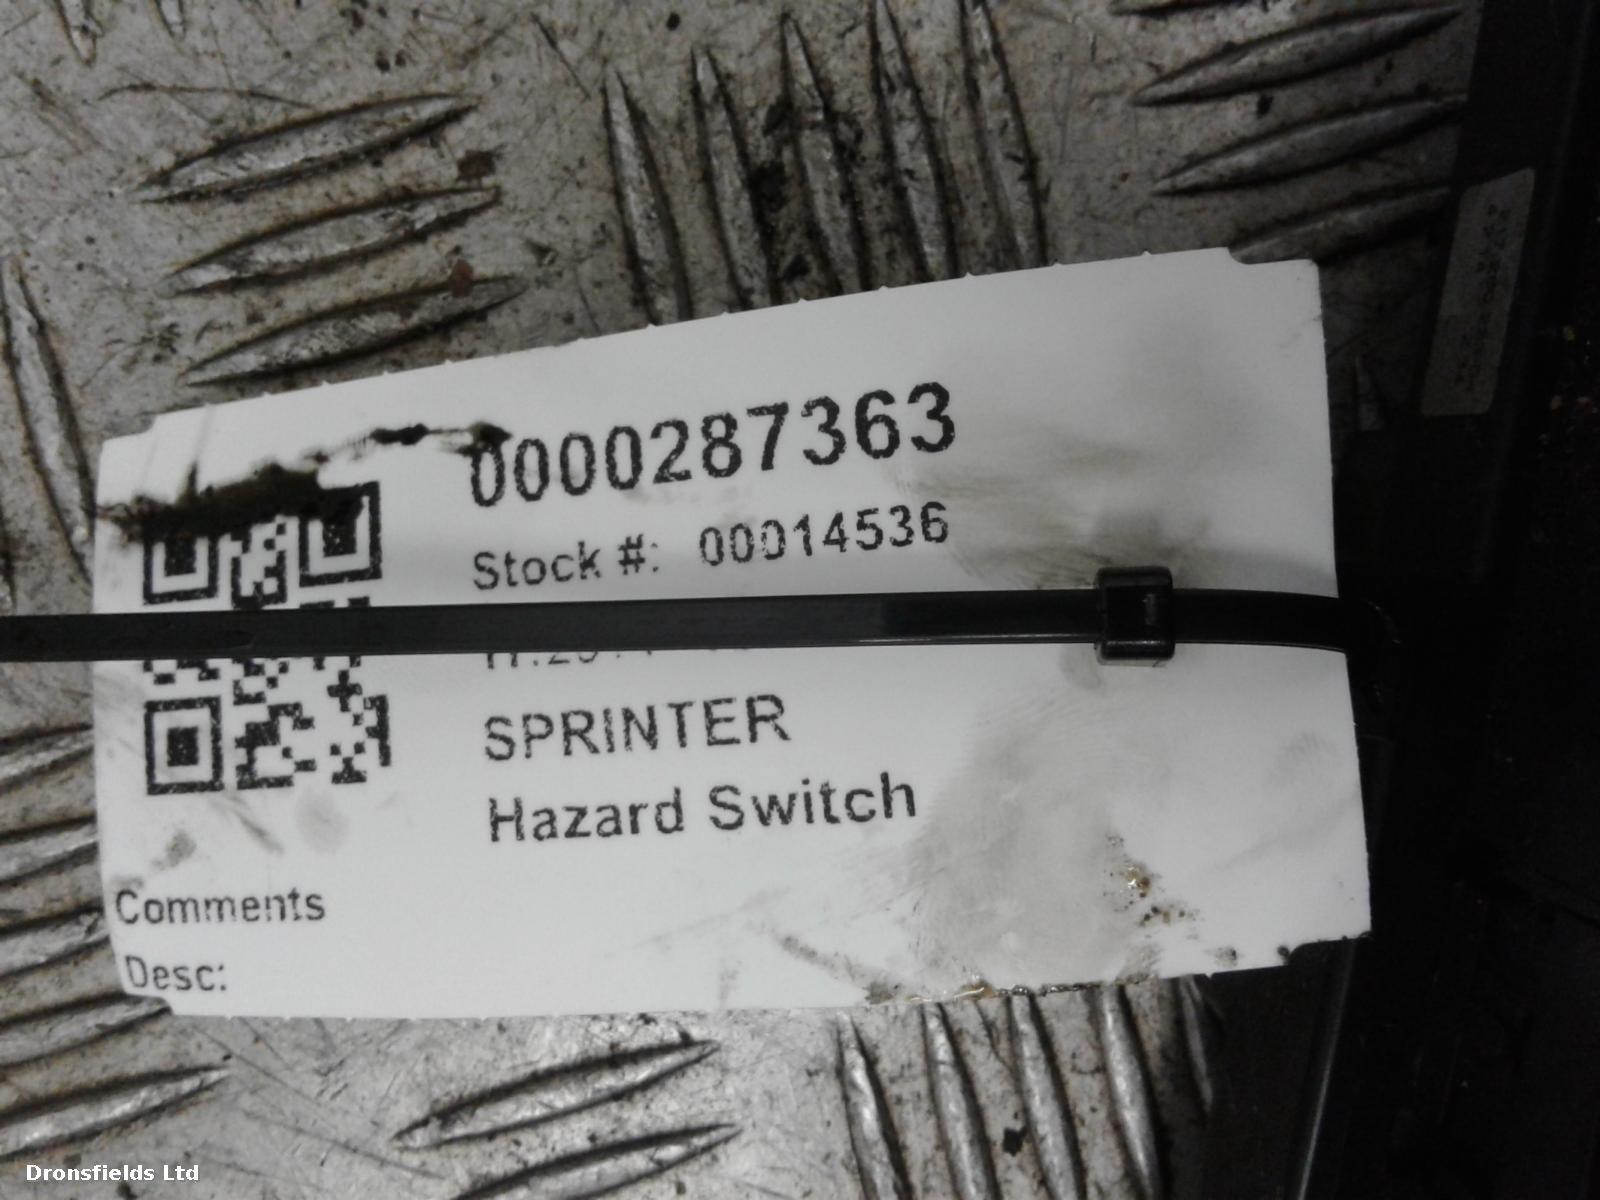 0000287363
Stock #: 00014536
SPRINTER
Hazard Switch
Comments
Desc:
Dronsfields Ltd